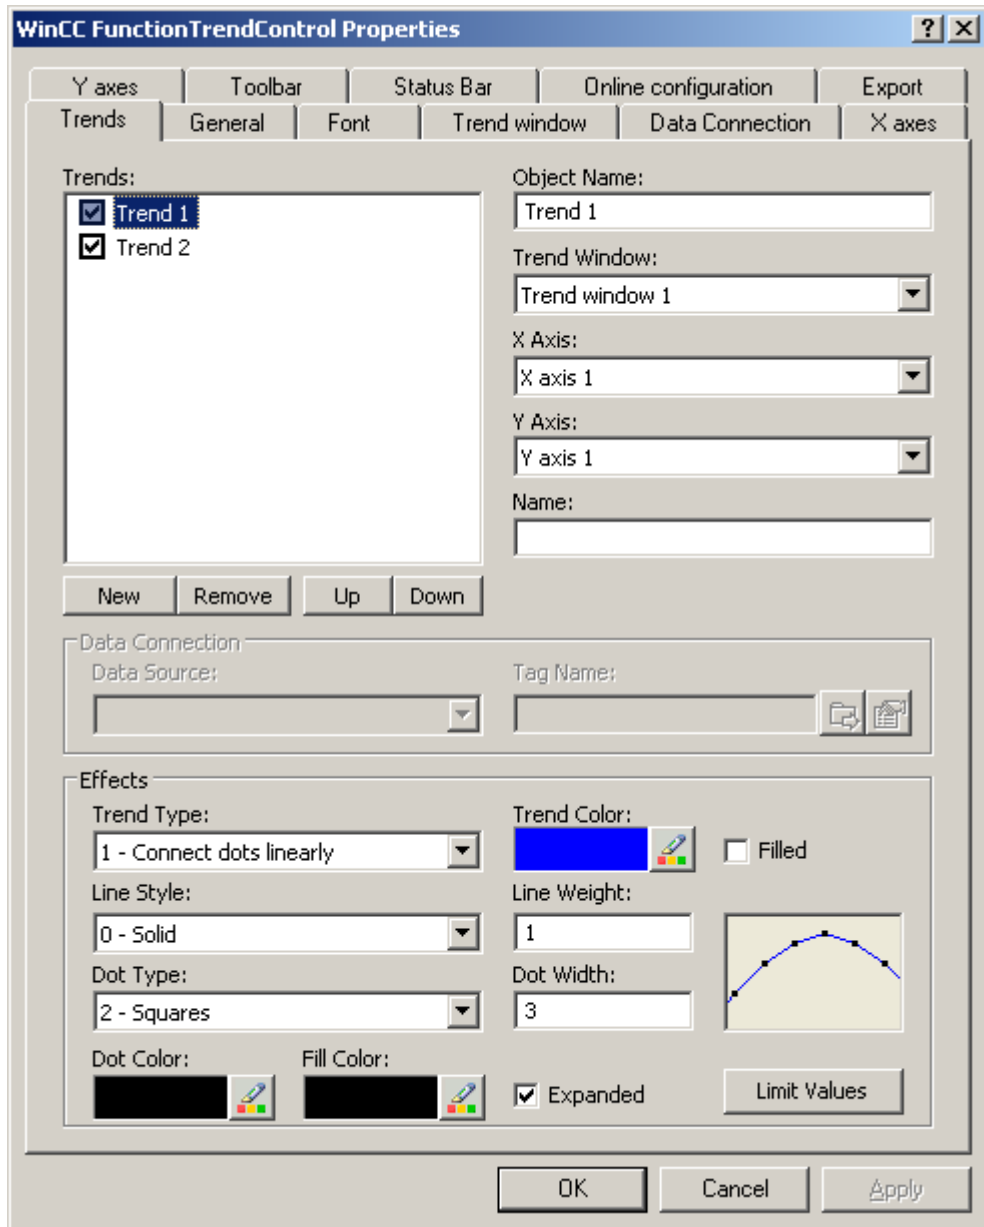 WinCC FunctionTrendControl Properties
Y axes Toolbar Status Bar Online configuration Export
Trends General Font Trend window Data Connection X axes
Trends:
Trend 1
Trend 2
New Remove Up Down
Object Name:
Trend 1
Trend Window:
Trend window 1
X Axis:
X axis 1
Y Axis:
Y axis 1
Name:
Data Connection
Data Source: Tag Name:
Effects
Trend Type: Trend Color:
1 - Connect dots linearly Filled
Line Style: Line Weight:
0 - Solid 1
Dot Type: Dot Width:
2 - Squares 3
Dot Color: Fill Color:
Expanded Limit Values
OK Cancel Apply